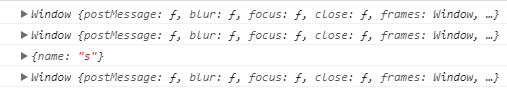 ▶Window {postMessage: ƒ, blur: ƒ, focus: ƒ, close: ƒ, frames: Window, …}
▶Window {postMessage: ƒ, blur: ƒ, focus: ƒ, close: ƒ, frames: Window, …}
▶{name: "s"}
▶Window {postMessage: ƒ, blur: ƒ, focus: ƒ, close: ƒ, frames: Window, …}